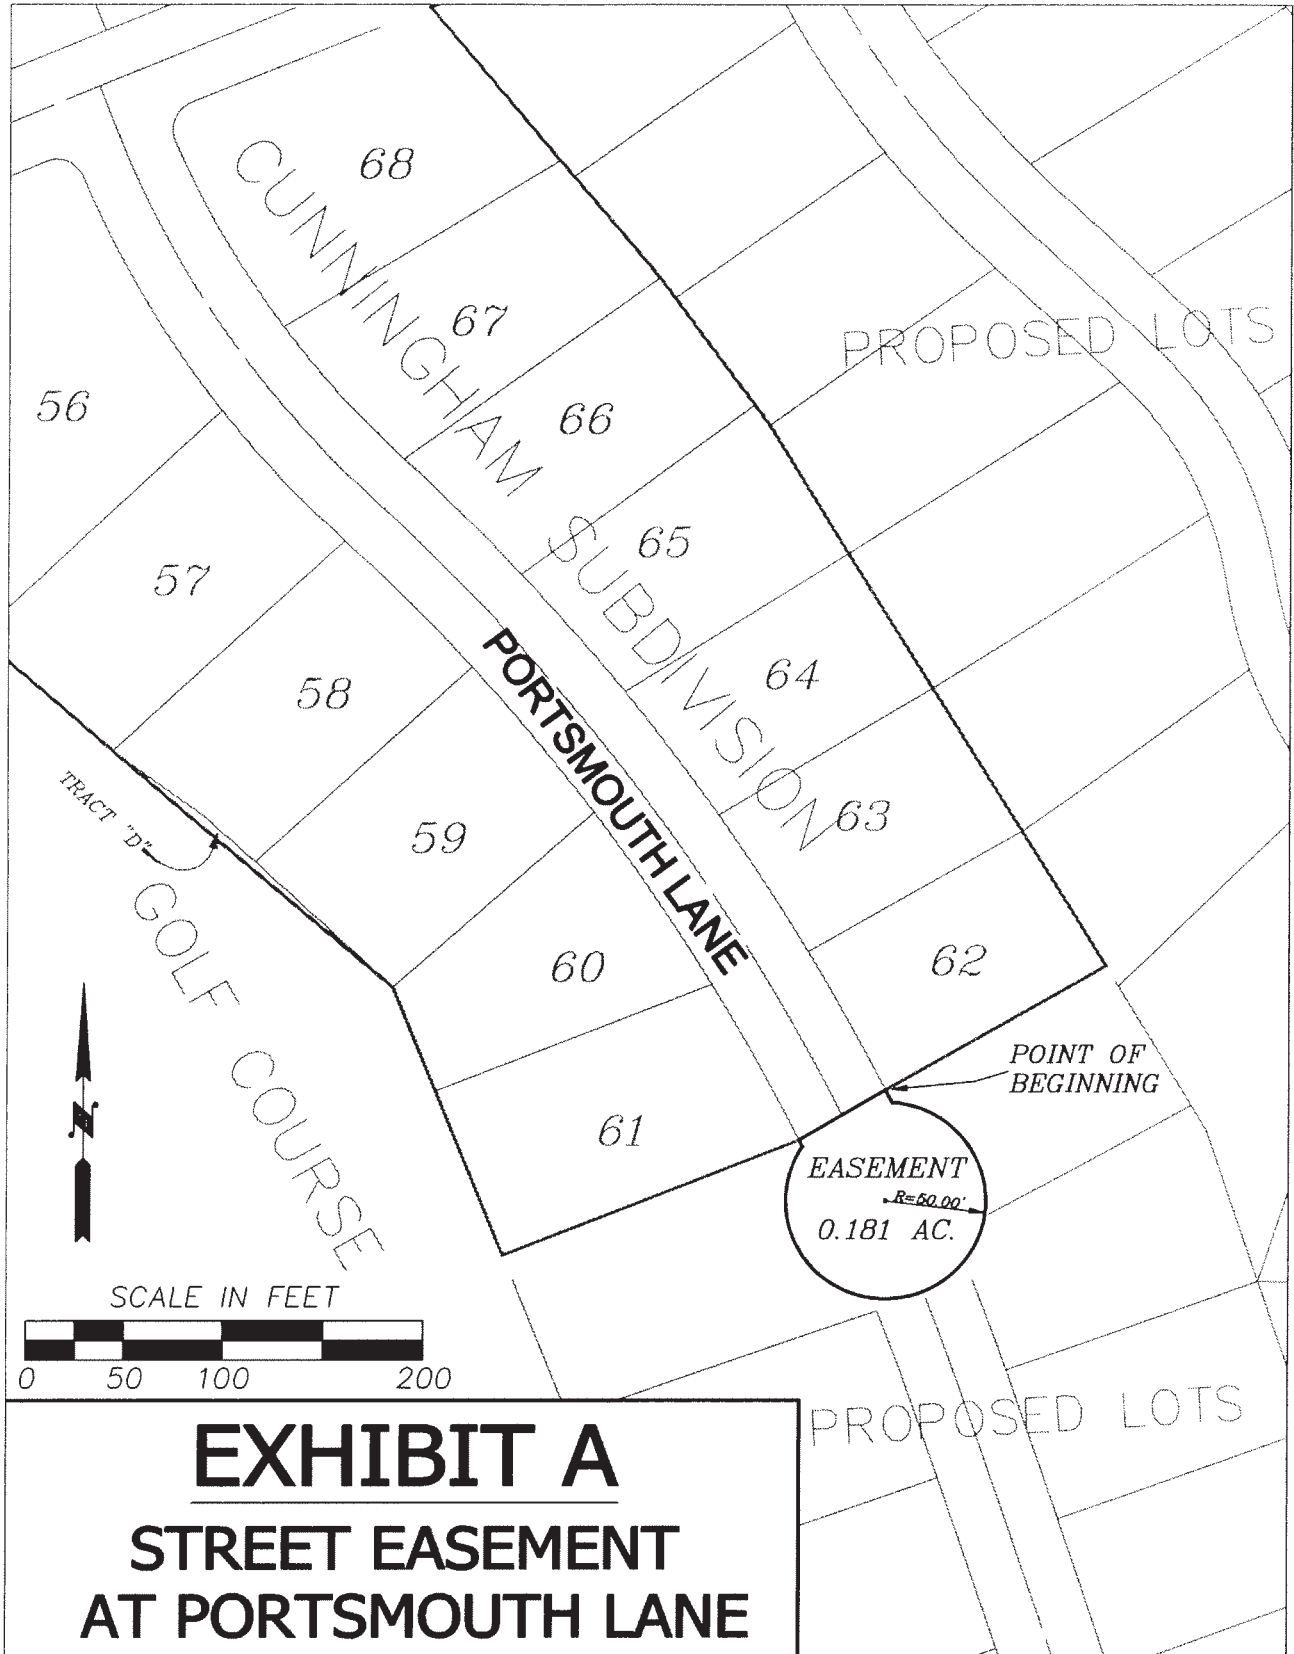 68
CUNNINGHAM SUBDIVISION
67
PROPOSED LOTS
56
66
65
57
PORTSMOUTH LANE
64
58
TRACT "D"
63
59
GOLF COURSE
62
60
POINT OF
BEGINNING
N
61
EASEMENT
R=50.00'
0.181 AC.
SCALE IN FEET
0 50 100 200
PROPOSED LOTS
EXHIBIT A
STREET EASEMENT
AT PORTSMOUTH LANE